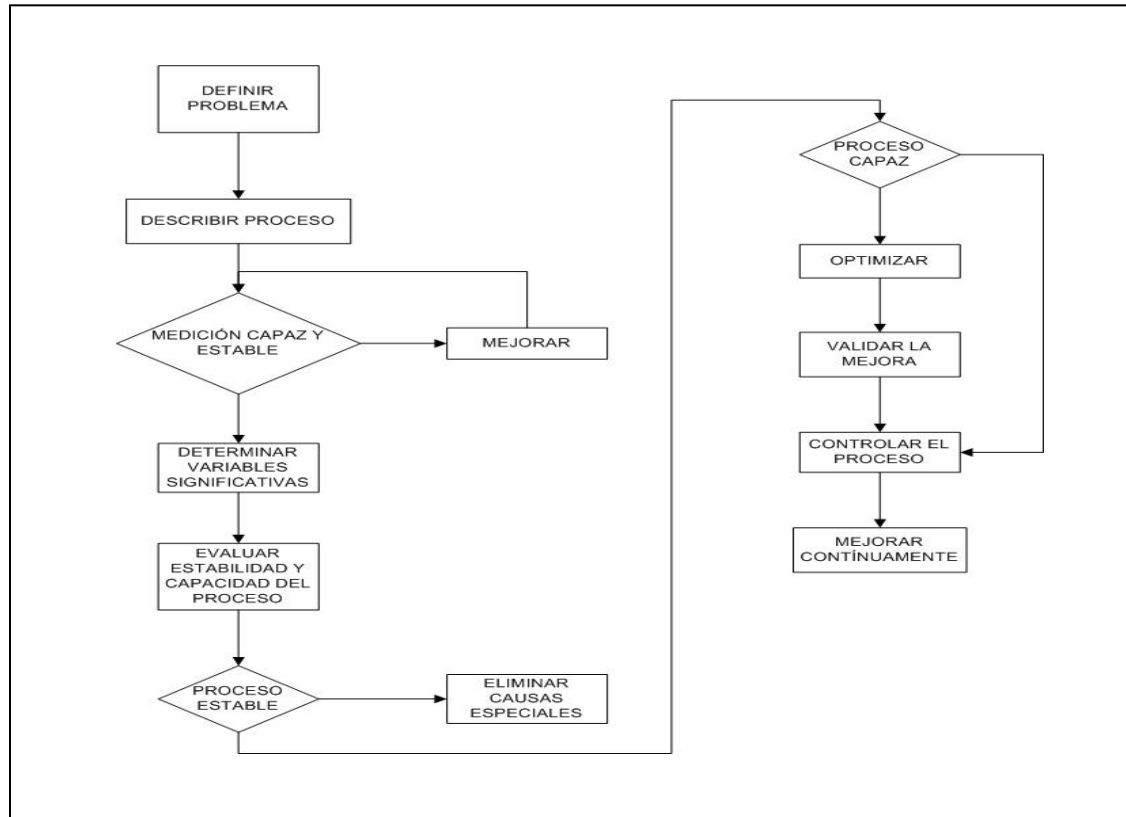 DEFINIR
PROBLEMA
DESCRIBIR PROCESO
MEDICIÓN CAPAZ Y
ESTABLE
MEJORAR
DETERMINAR
VARIABLES
SIGNIFICATIVAS
EVALUAR
ESTABILIDAD Y
CAPACIDAD DEL
PROCESO
PROCESO
ESTABLE
ELIMINAR
CAUSAS
ESPECIALES
PROCESO
CAPAZ
OPTIMIZAR
VALIDAR LA
MEJORA
CONTROLAR EL
PROCESO
MEJORAR
CONTÍNUAMENTE